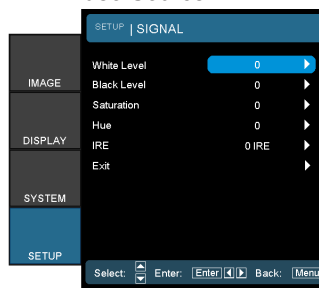 SETUP | SIGNAL
White Level 0
Black Level 0
Saturation 0
Hue 0
IRE 0 IRE
Exit
IMAGE
DISPLAY
SYSTEM
SETUP
Select: Enter: Enter Back: Menu